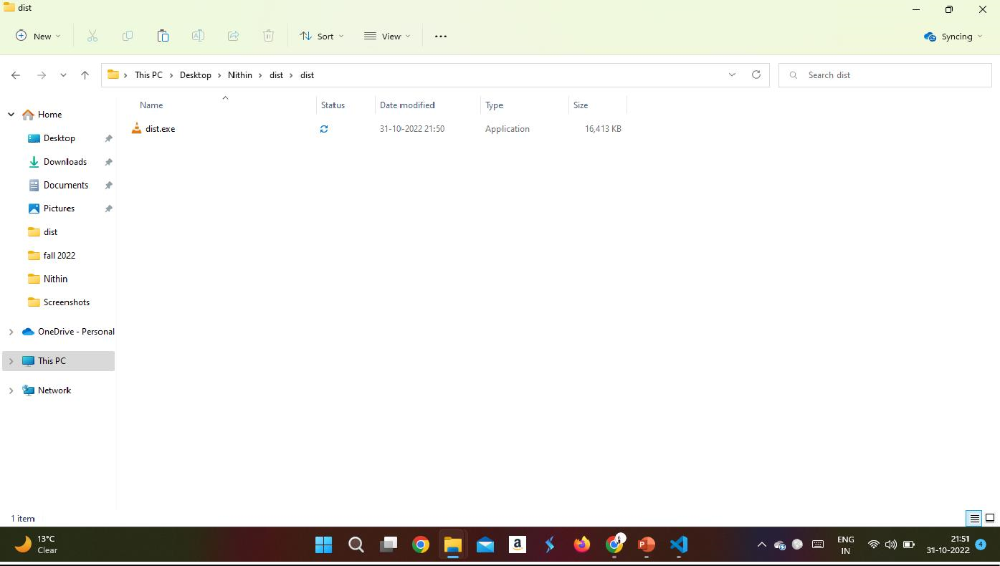 dist
New
Sort
View
Syncing
This PC
Desktop
Niithin
dist
dist
Search dist
Name
Status
Date modified
Type
Size
dist.exe
31-10-2022 21:50
Application
16,413 KB
Home
Desktop
Downloads
Documents
Pictures
dist
fall 2022
Nithin
Screenshots
OneDrive - Personal
This PC
Network
1 item
13°C
Clear
ENG
IN
21:51
31-10-2022
4